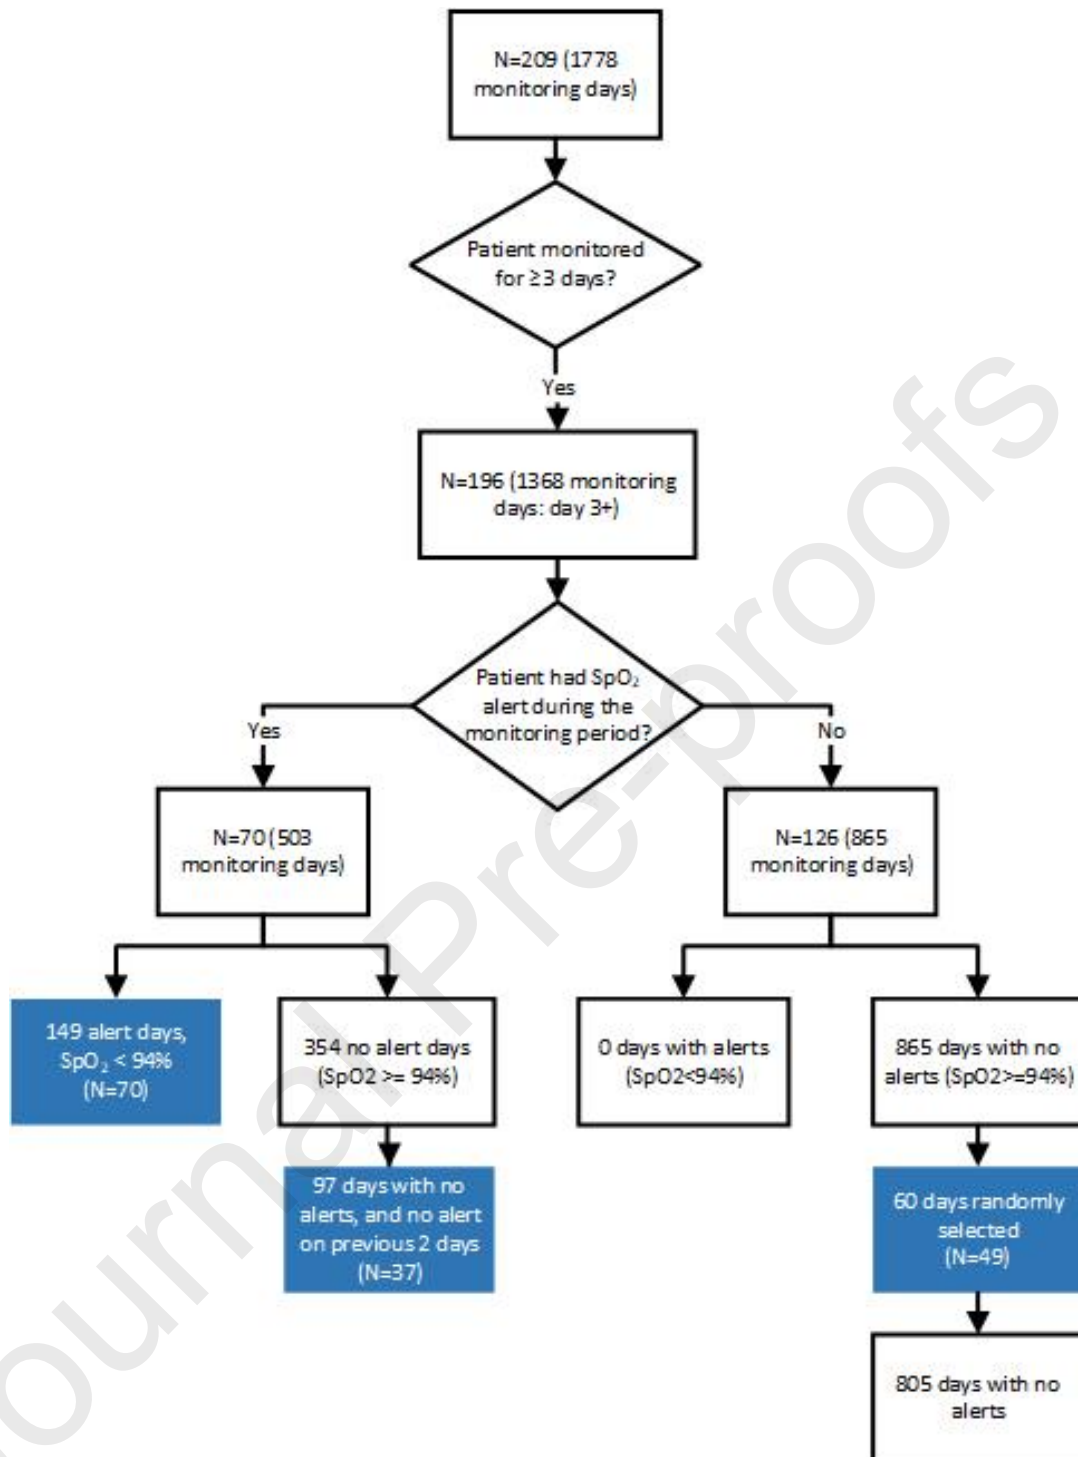 N=209 (1778
monitoring days)
Patient monitored
for ≥3 days?
Yes
N=196 (1368 monitoring
days: day 3+)
Patient had SpO₂
alert during the
monitoring period?
Yes
No
N=70 (503
monitoring days)
N=126 (865
monitoring days)
149 alert days,
SpO₂ < 94%
(N=70)
354 no alert days
(SpO2 >= 94%)
0 days with alerts
(SpO2<94%)
865 days with no
alerts (SpO2>=94%)
97 days with no
alerts, and no alert
on previous 2 days
(N=37)
60 days randomly
selected
(N=49)
805 days with no
alerts
Journal Pre-proofs